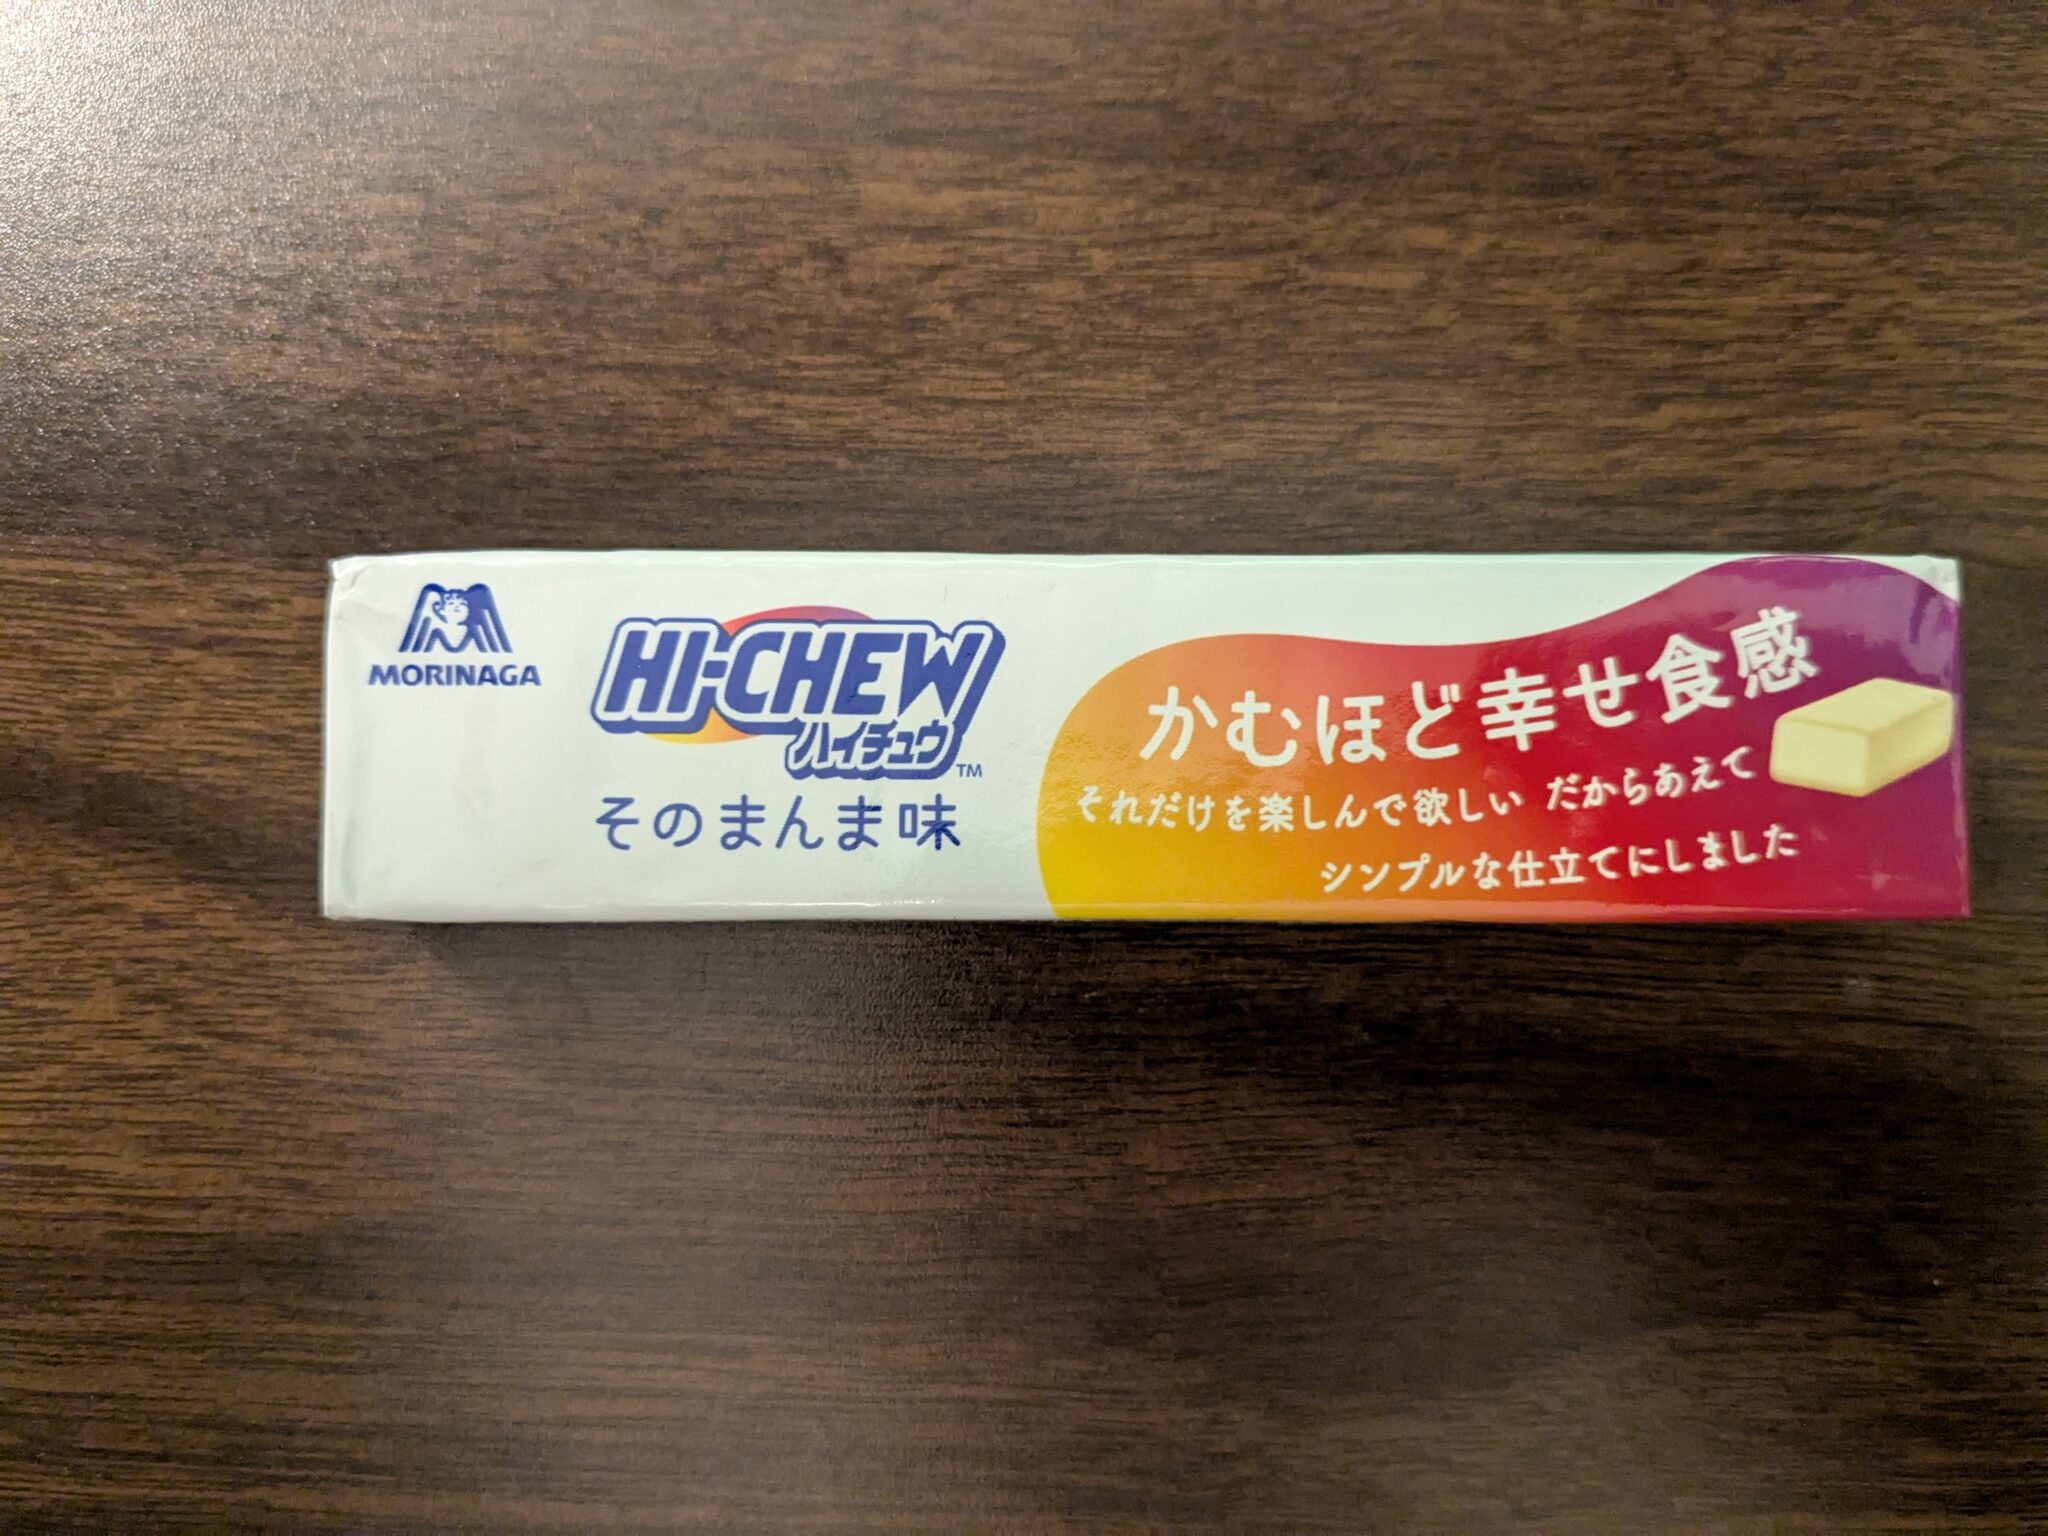 MORINAGA
HI-CHEW
ハイチュウ
TM
そのまんま味
かむほど幸せ食感
それだけを楽しんで欲しい だからあえて
シンプルな仕立てにしました